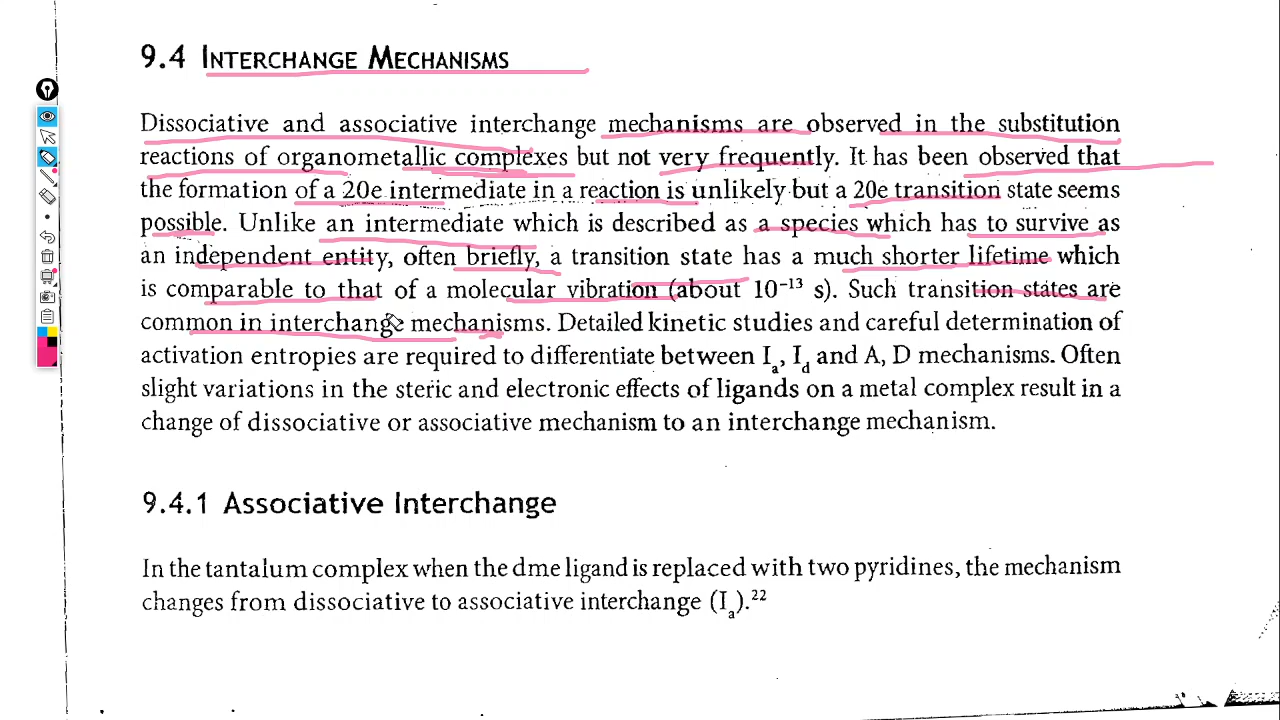 9.4 INTERCHANGE MECHANISMS
Dissociative and associative interchange mechanisms are observed in the substitution
reactions of organometallic complexes but not very frequently. It has been observed that
the formation of a 20e intermediate in a reaction is unlikely but a 20e transition state seems
possible. Unlike an intermediate which is described as a species which has to survive as
an independent entity, often briefly, a transition state has a much shorter lifetime which
is comparable to that of a molecular vibration (about 10⁻¹³ s). Such transition states are
common in interchange mechanisms. Detailed kinetic studies and careful determination of
activation entropies are required to differentiate between Iₐ, I_d and A, D mechanisms. Often
slight variations in the steric and electronic effects of ligands on a metal complex result in a
change of dissociative or associative mechanism to an interchange mechanism.
9.4.1 Associative Interchange
In the tantalum complex when the dme ligand is replaced with two pyridines, the mechanism
changes from dissociative to associative interchange (Iₐ).²²